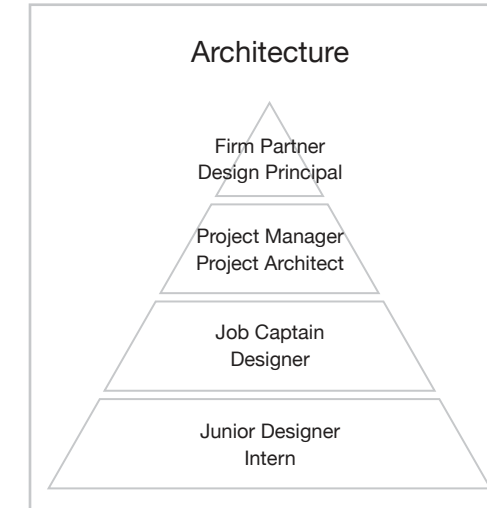 Architecture
Firm Partner
Design Principal
Project Manager
Project Architect
Job Captain
Designer
Junior Designer
Intern